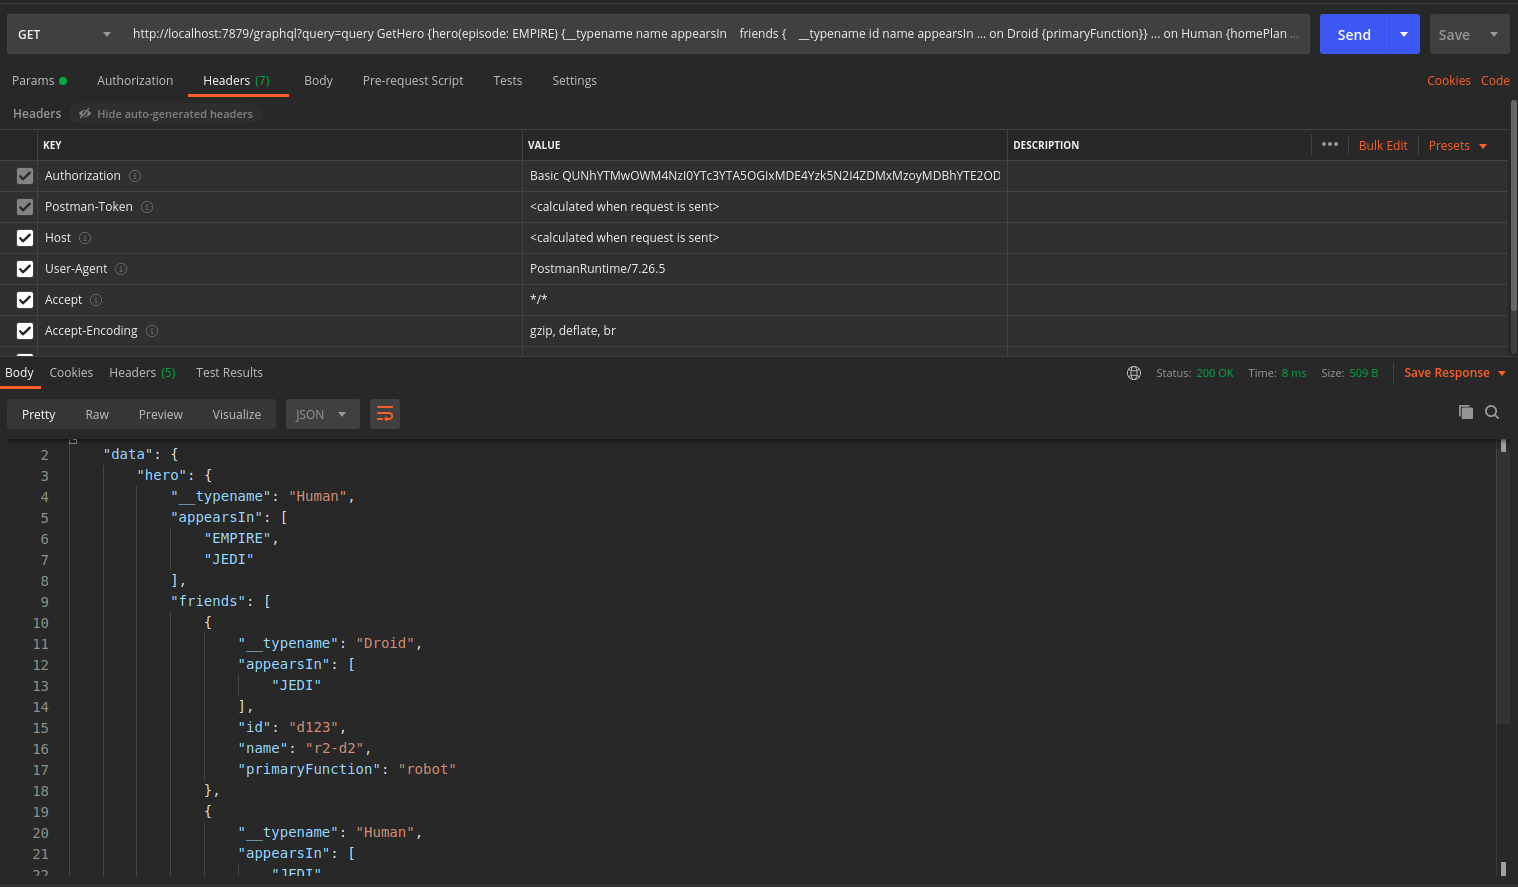 GET http://localhost:7879/graphql?query=query GetHero {hero(episode: EMPIRE) {__typename name appearsIn friends { __typename id name appearsIn ... on Droid {primaryFunction}} ... on Human {homePlan ... Send Save
Params Authorization Headers (7) Body Pre-request Script Tests Settings Cookies Code
Headers Hide auto-generated headers
KEY VALUE DESCRIPTION ••• Bulk Edit Presets
Authorization Basic QUNhYTMwOWM4NzI0YTc3YTA5OGIxMDE4Yzk5N2I4ZDMxMzoyMDBhYTE2OD
Postman-Token <calculated when request is sent>
Host <calculated when request is sent>
User-Agent PostmanRuntime/7.26.5
Accept */*
Accept-Encoding gzip, deflate, br
Body Cookies Headers (5) Test Results Status: 200 OK Time: 8 ms Size: 509 B Save Response
Pretty Raw Preview Visualize JSON
2 "data": {
3 "hero": {
4 "__typename": "Human",
5 "appearsIn": [
6 "EMPIRE",
7 "JEDI"
8 ],
9 "friends": [
10 {
11 "__typename": "Droid",
12 "appearsIn": [
13 "JEDI"
14 ],
15 "id": "d123",
16 "name": "r2-d2",
17 "primaryFunction": "robot"
18 },
19 {
20 "__typename": "Human",
21 "appearsIn": [
22 "JEDI"